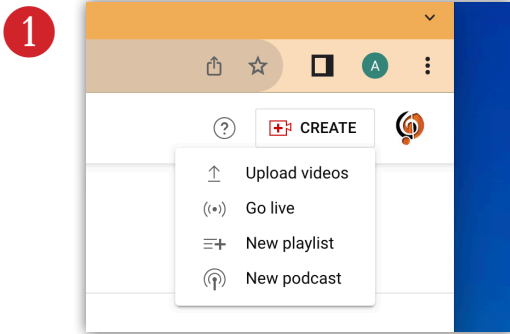 1
A
? CREATE
Upload videos
Go live
New playlist
New podcast